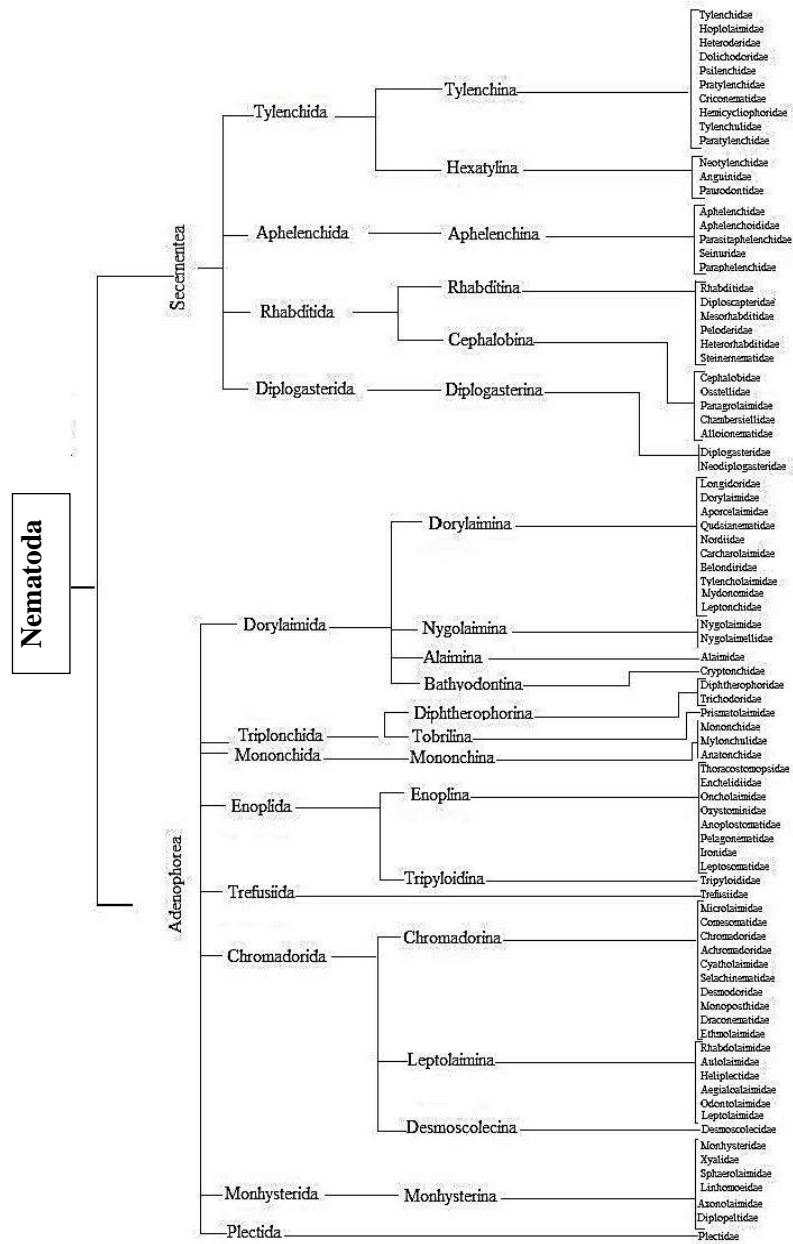 Nematoda
Secernentea
Tylenchida
Tylenchina
Tylenchidae
Hoplolaimidae
Heteroderidae
Dolichodoridae
Psilenchidae
Pratylenchidae
Criconematidae
Hemicycliophoridae
Tylenchulidae
Paratylenchidae
Hexatylina
Neotylenchidae
Anguinidae
Paurodontidae
Aphelenchida
Aphelenchina
Aphelenchidae
Aphelenchoididae
Parasitaphelenchidae
Seinuridae
Paraphelenchidae
Rhabditida
Rhabditina
Rhabditidae
Diploscapteridae
Mesorhabditidae
Peloderidae
Heterorhabditidae
Steinernematidae
Cephalobina
Cephalobidae
Osstellidae
Panagrolaimidae
Chambersiellidae
Alloionematidae
Diplogasterida
Diplogasterina
Diplogasteridae
Neodiplogasteridae
Adenophorea
Dorylaimida
Dorylaimina
Longidoridae
Dorylaimidae
Aporcelaimidae
Qudsianematidae
Nordiidae
Carcharolaimidae
Belondiridae
Tylencholaimidae
Mydonomidae
Leptonchidae
Nygolaimina
Nygolaimidae
Nygolaimellidae
Alaimina
Alaimidae
Bathyodontina
Cryptonchidae
Triplonchida
Diphtherophorina
Diphtherophoridae
Trichodoridae
Tobrilina
Prismatolaimidae
Mononchida
Mononchina
Mononchidae
Mylonchulidae
Anatonchidae
Enoplida
Enoplina
Thoracostomopsidae
Enchelidiidae
Oncholaimidae
Oxystominidae
Anoplostomatidae
Pelagonematidae
Ironidae
Leptosomatidae
Tripyloidina
Tripyloididae
Trefusiida
Trefusiidae
Chromadorida
Chromadorina
Microlaimidae
Comesomatidae
Chromadoridae
Achromadoridae
Cyatholaimidae
Selachinematidae
Desmodoridae
Monoposthidae
Draconematidae
Ethmolaimidae
Leptolaimina
Rhabdolaimidae
Aulolaimidae
Heliplectidae
Aegialoalaimidae
Odontolaimidae
Leptolaimidae
Desmoscolecina
Desmoscolecidae
Monhysterida
Monhysterina
Monhysteridae
Xyalidae
Sphaerolaimidae
Linhomoeidae
Axonolaimidae
Diplopeltidae
Plectida
Plectidae